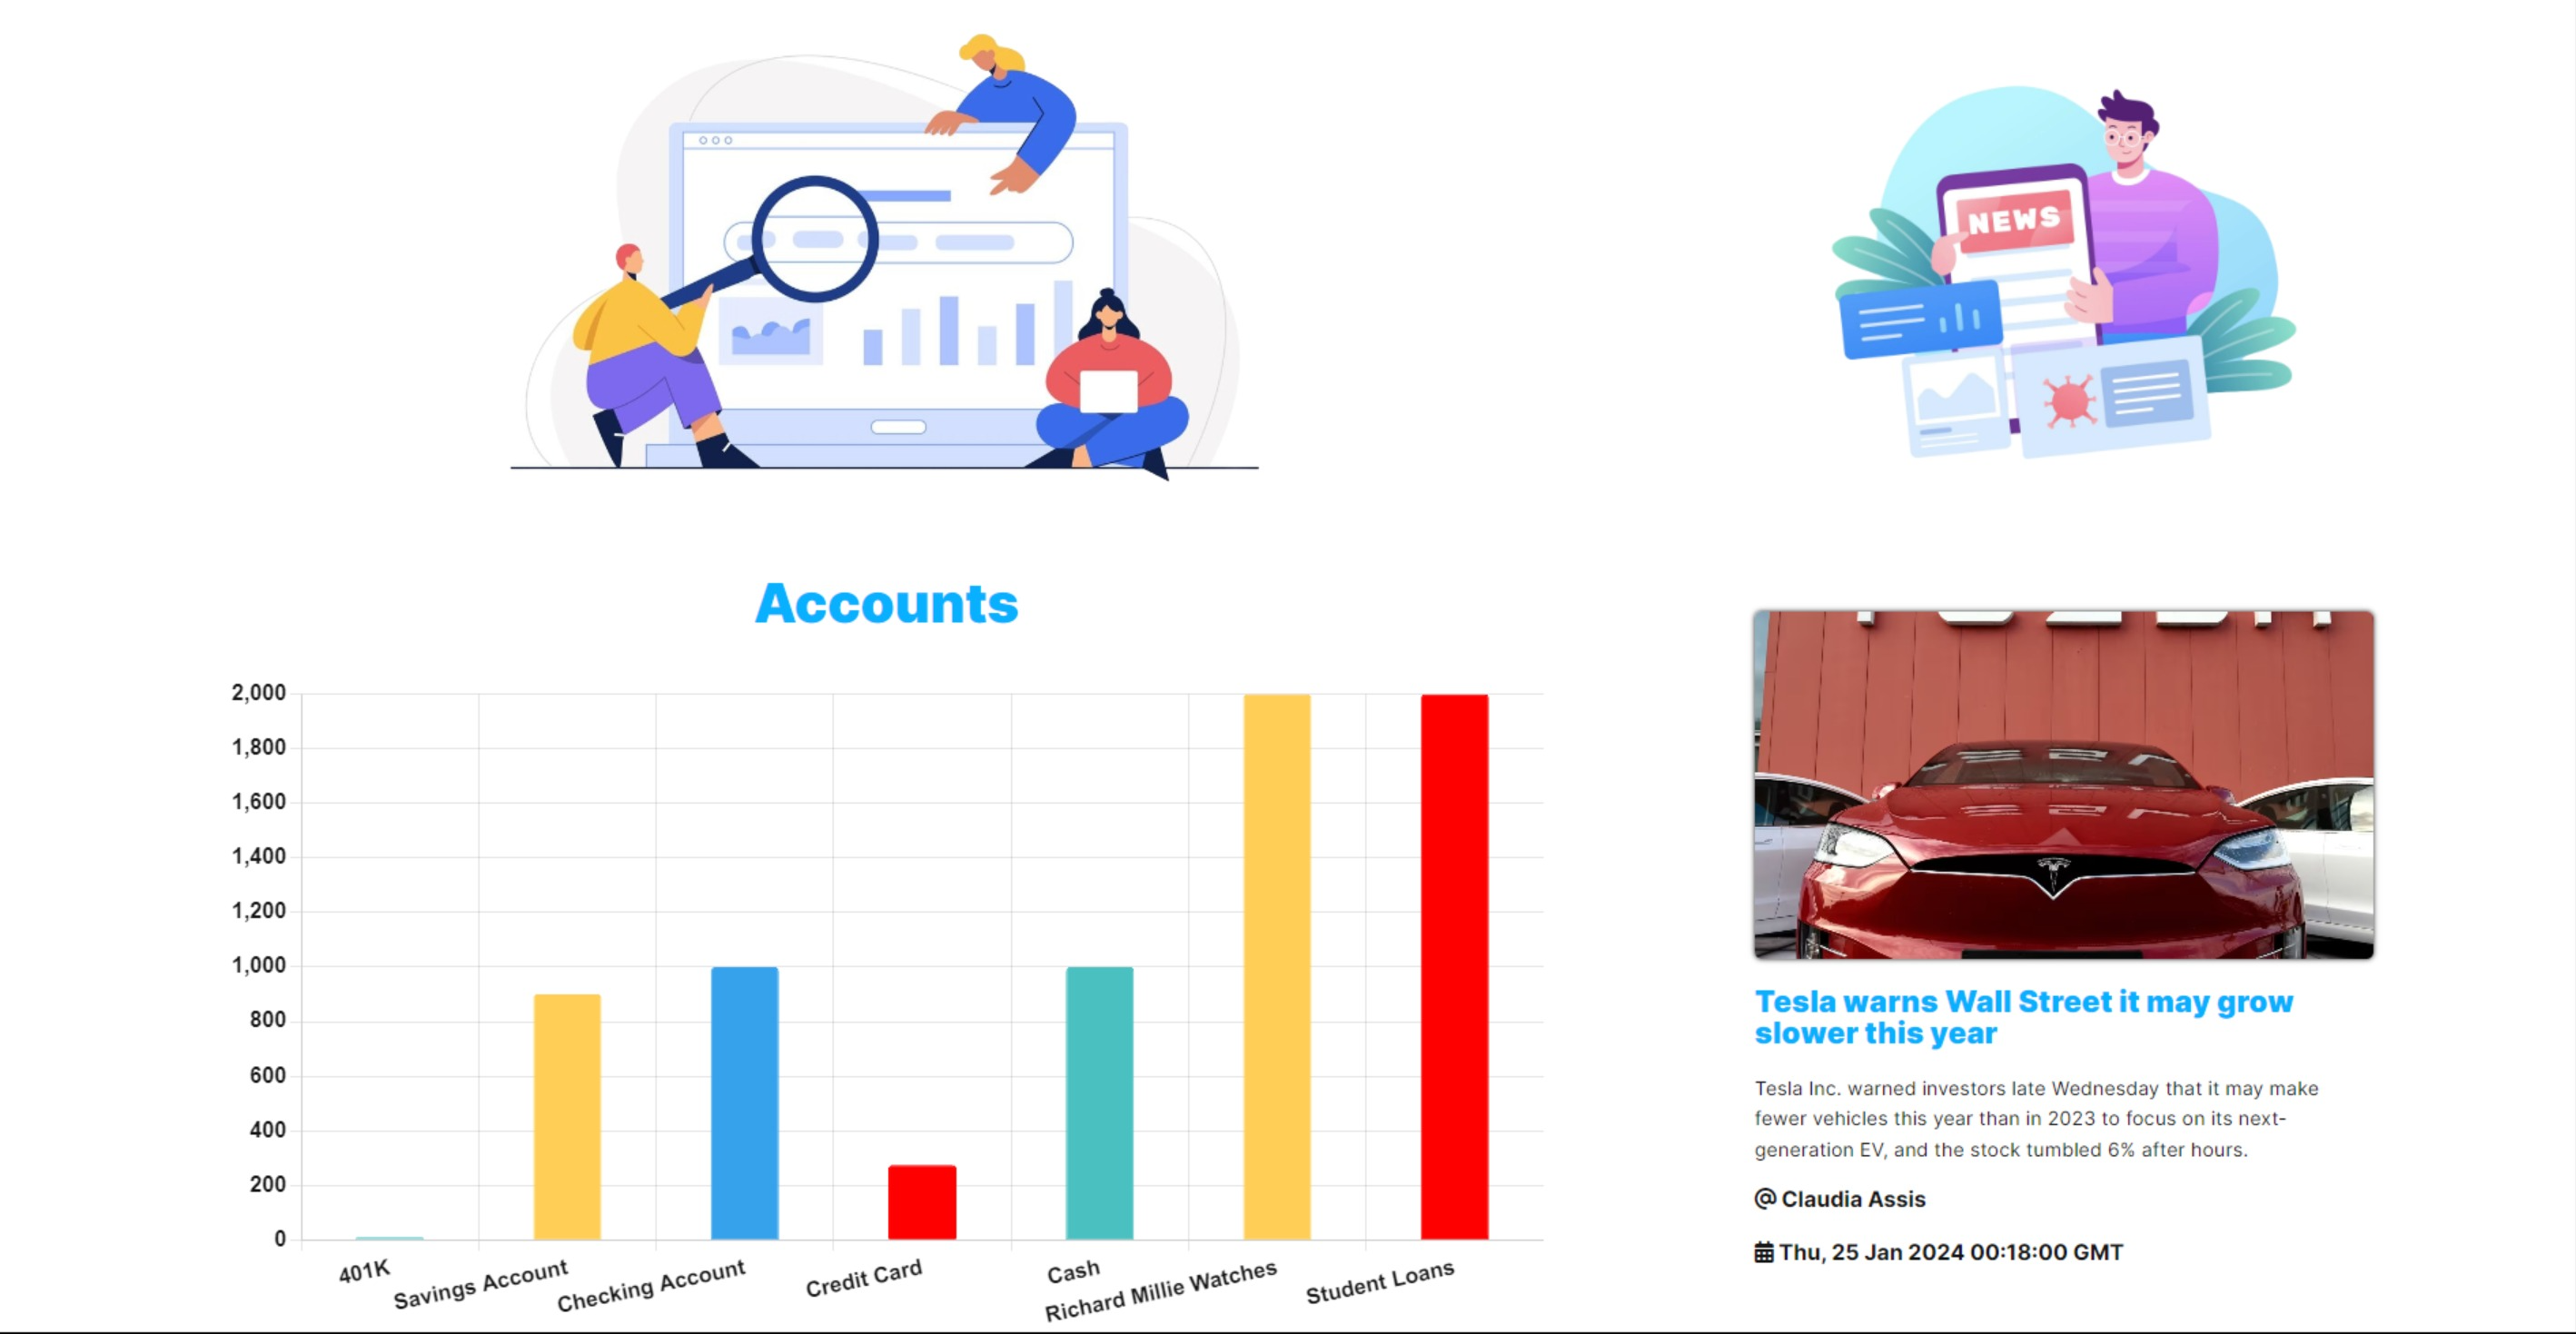 NEWS
Accounts
2,000
1,800
1,600
1,400
1,200
1,000
800
600
400
200
0
401K
Savings Account
Checking Account
Credit Card
Cash
Richard Millie Watches
Student Loans
Tesla warns Wall Street it may grow
slower this year
Tesla Inc. warned investors late Wednesday that it may make
fewer vehicles this year than in 2023 to focus on its next-
generation EV, and the stock tumbled 6% after hours.
@ Claudia Assis
Thu, 25 Jan 2024 00:18:00 GMT